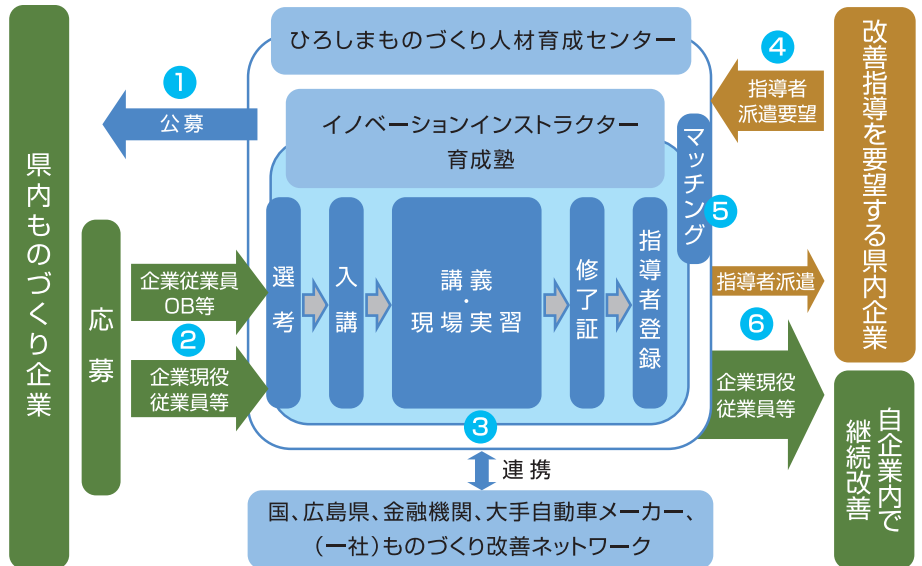 県内ものづくり企業
1
公募
応募
企業従業員
OB等
2
企業現役
従業員等
ひろしまものづくり人材育成センター
イノベーションインストラクター
育成塾
選考
入講
講義
・
現場実習
修了証
指導者登録
3
マッチング
4
指導者
派遣要望
5
指導者派遣
6
企業現役
従業員等
改善指導を要望する県内企業
自企業内で
継続改善
連携
国、広島県、金融機関、大手自動車メーカー、
（一社）ものづくり改善ネットワーク